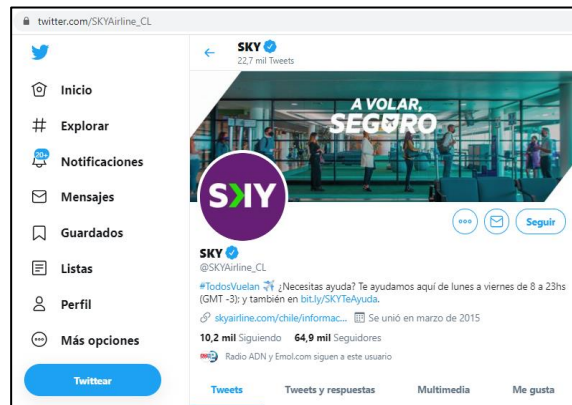 twitter.com/SKYAirline_CL
SKY
22,7 mil Tweets
Inicio
Explorar
20+
Notificaciones
Mensajes
Guardados
Listas
Perfil
Más opciones
Twittear
A VOLAR,
SEGURO
SKY
Seguir
SKY
@SKYAirline_CL
#TodosVuelan ✈ ¿Necesitas ayuda? Te ayudamos aquí de lunes a viernes de 8 a 23hs
(GMT -3); y también en bit.ly/SKYTeAyuda.
skyairline.com/chile/informac... Se unió en marzo de 2015
10,2 mil Siguiendo 64,9 mil Seguidores
Radio ADN y Emol.com siguen a este usuario
Tweets Tweets y respuestas Multimedia Me gusta